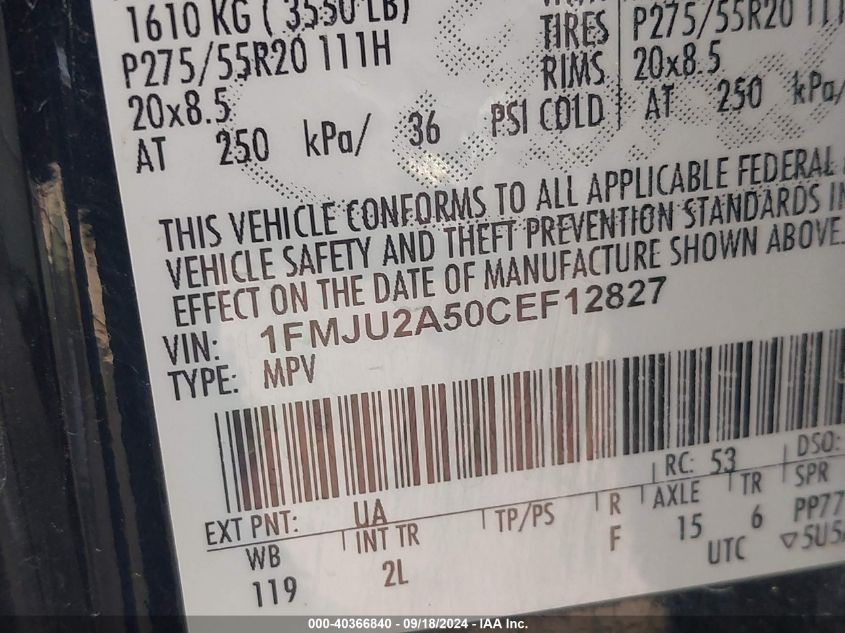 1610 KG ( 3550 LB)
P275/55R20 111H
20x8.5
AT 250 kPa/ 36 PSI COLD
TIRES P275/55R20
RIMS 20x8.5
AT 250 kPa/
THIS VEHICLE CONFORMS TO ALL APPLICABLE FEDERAL
VEHICLE SAFETY AND THEFT PREVENTION STANDARDS
EFFECT ON THE DATE OF MANUFACTURE SHOWN ABOVE.
VIN: 1FMJU2A50CEF12827
TYPE: MPV
EXT PNT: UA RC: 53 DSO:
WB INT TR TP/PS R AXLE TR SPR
119 2L F 15 6 PP77
UTC ▽5U5
000-40366840 - 09/18/2024 - IAA Inc.